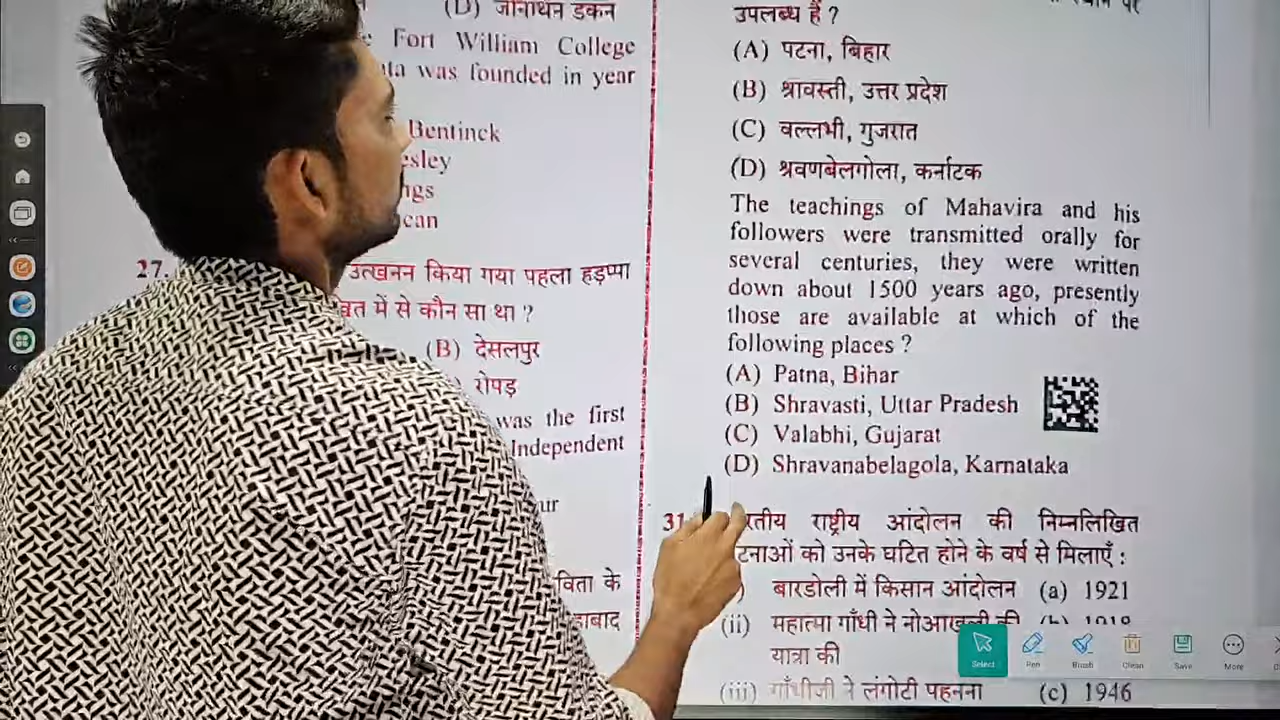 (D) जोनाथन डंकन
Fort William College
was founded in year
Bentinck
27. उत्खनन किया गया पहला हड़प्पा
में से कौन सा था ?
(B) देसलपुर
रोपड़
was the first
Independent
के
उपलब्ध हैं ?
(A) पटना, बिहार
(B) श्रावस्ती, उत्तर प्रदेश
(C) वल्लभी, गुजरात
(D) श्रवणबेलगोला, कर्नाटक
The teachings of Mahavira and his
followers were transmitted orally for
several centuries, they were written
down about 1500 years ago, presently
those are available at which of the
following places ?
(A) Patna, Bihar
(B) Shravasti, Uttar Pradesh
(C) Valabhi, Gujarat
(D) Shravanabelagola, Karnataka
31 राष्ट्रीय आंदोलन की निम्नलिखित
को उनके घटित होने के वर्ष से मिलाएँ :
बारडोली में किसान आंदोलन (a) 1921
(ii) महात्मा गाँधी ने नोआखली की
यात्रा की
(iii) गाँधीजी ने लंगोटी पहनना (c) 1946
Select Pen Brush Clean Save More